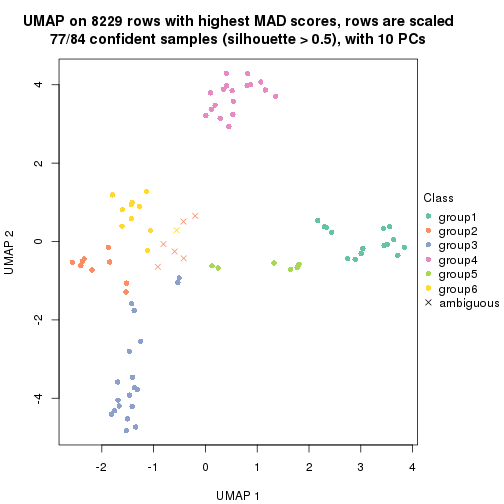 UMAP on 8229 rows with highest MAD scores, rows are scaled
77/84 confident samples (silhouette > 0.5), with 10 PCs
4
2
0
-2
-4
UMAP 2
-2
-1
0
1
2
3
4
UMAP 1
Class
group1
group2
group3
group4
group5
group6
ambiguous